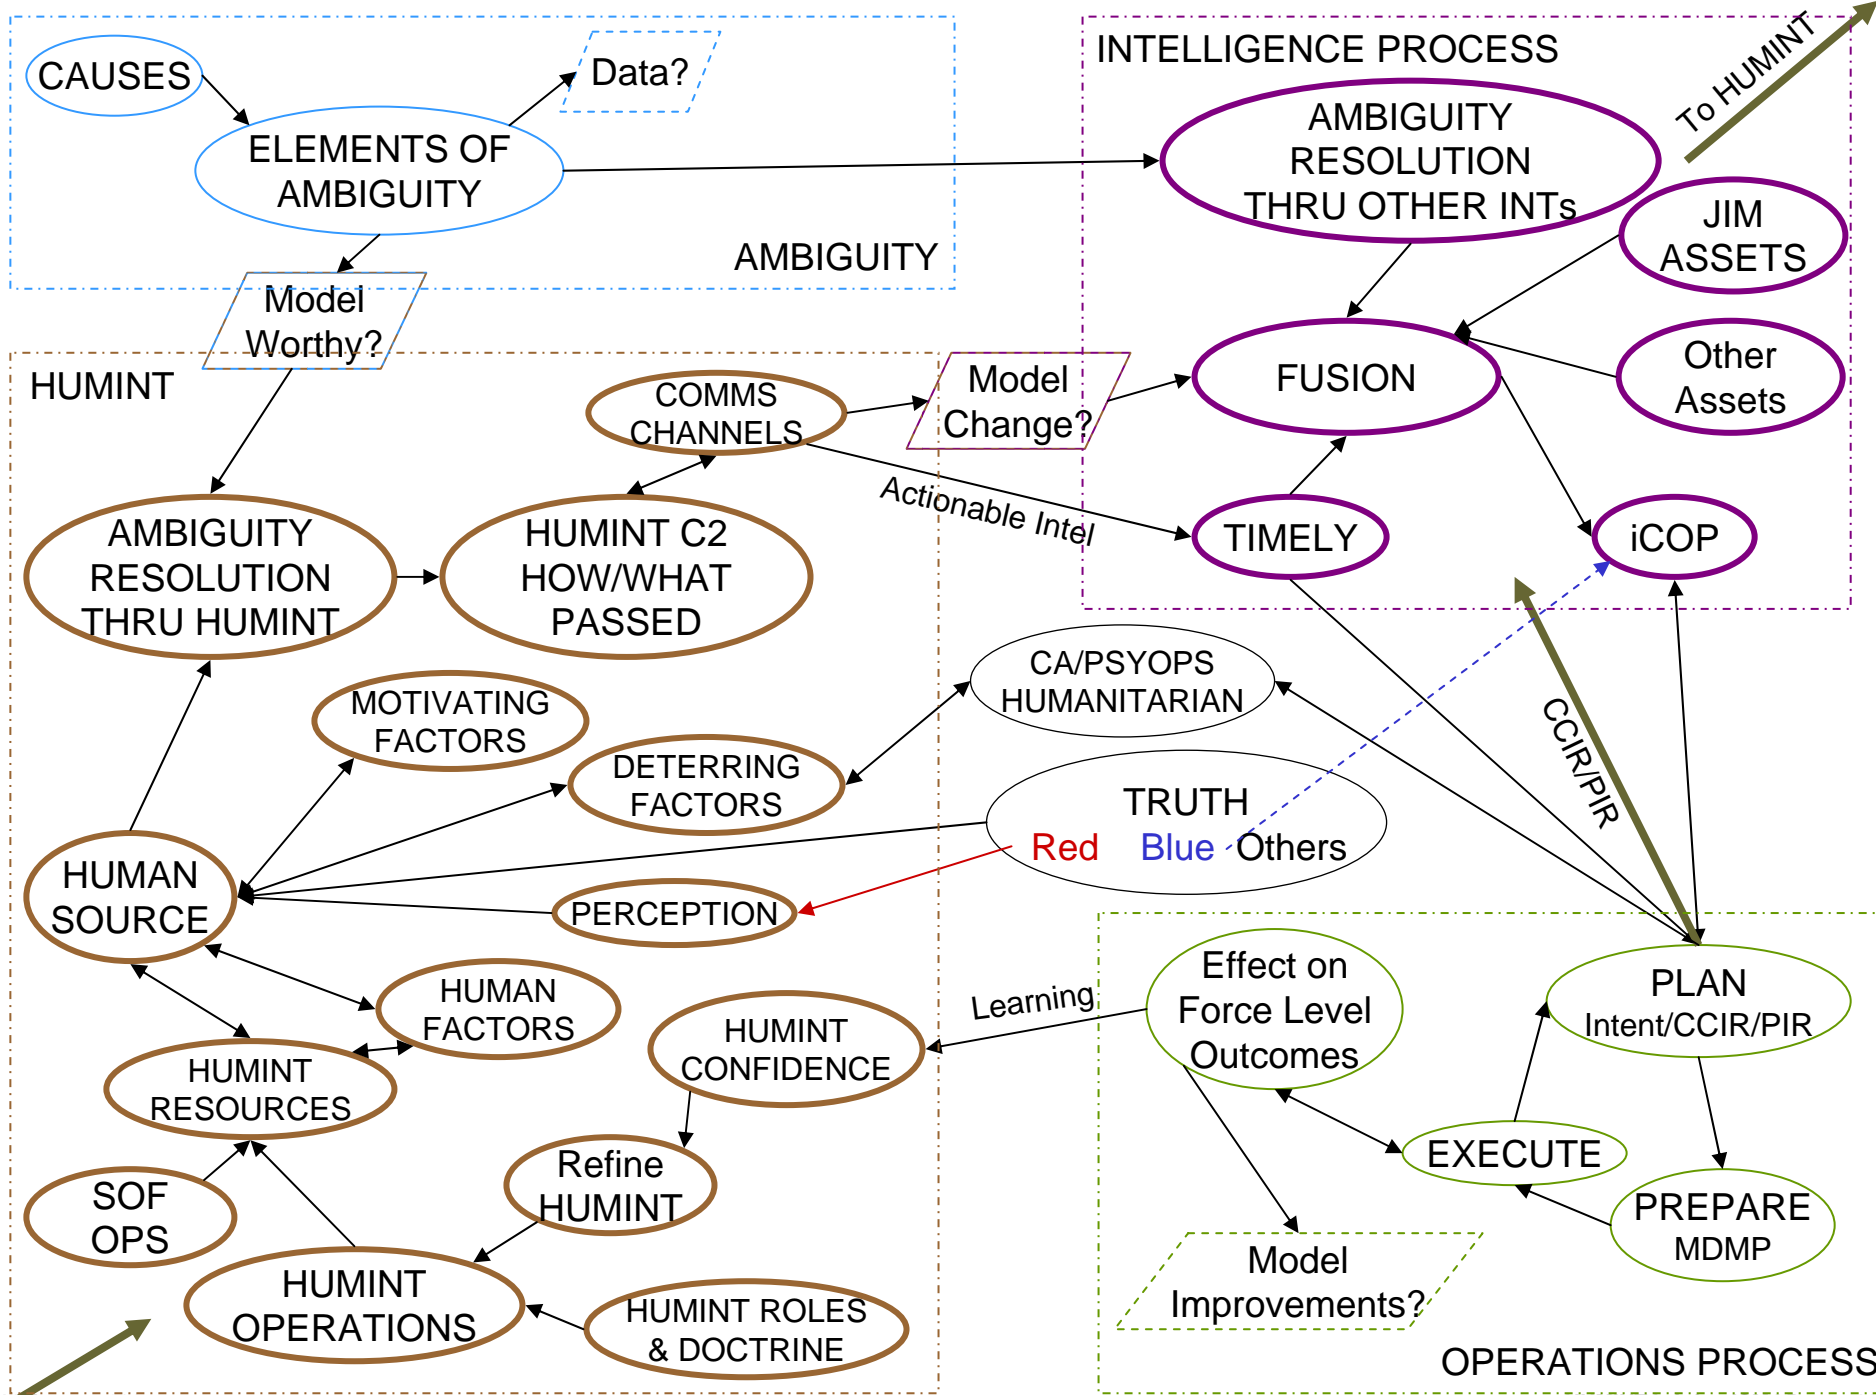 CAUSES
Data?
ELEMENTS OF
AMBIGUITY
AMBIGUITY
Model
Worthy?
INTELLIGENCE PROCESS
To HUMINT
AMBIGUITY
RESOLUTION
THRU OTHER INTs
JIM
ASSETS
FUSION
Other
Assets
TIMELY
iCOP
HUMINT
COMMS
CHANNELS
Model
Change?
Actionable Intel
AMBIGUITY
RESOLUTION
THRU HUMINT
HUMINT C2
HOW/WHAT
PASSED
MOTIVATING
FACTORS
DETERRING
FACTORS
CA/PSYOPS
HUMANITARIAN
CCIR/PIR
TRUTH
Red Blue Others
HUMAN
SOURCE
PERCEPTION
HUMAN
FACTORS
HUMINT
RESOURCES
HUMINT
CONFIDENCE
Learning
Refine
HUMINT
SOF
OPS
HUMINT
OPERATIONS
HUMINT ROLES
& DOCTRINE
Effect on
Force Level
Outcomes
PLAN
Intent/CCIR/PIR
EXECUTE
PREPARE
MDMP
Model
Improvements?
OPERATIONS PROCESS